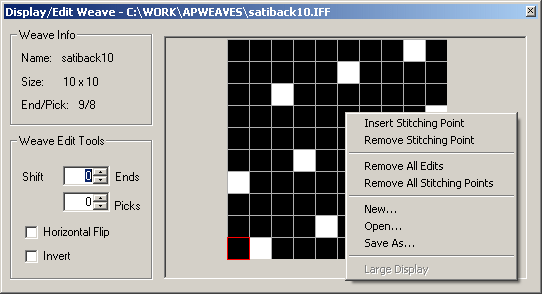 Display/Edit Weave - C:\WORK\APWEAVES\satiback10.IFF
Weave Info
Name: satiback10
Size: 10 x 10
End/Pick: 9/8
Weave Edit Tools
Shift 0 Ends
0 Picks
Horizontal Flip
Invert
Insert Stitching Point
Remove Stitching Point
Remove All Edits
Remove All Stitching Points
New...
Open...
Save As...
Large Display